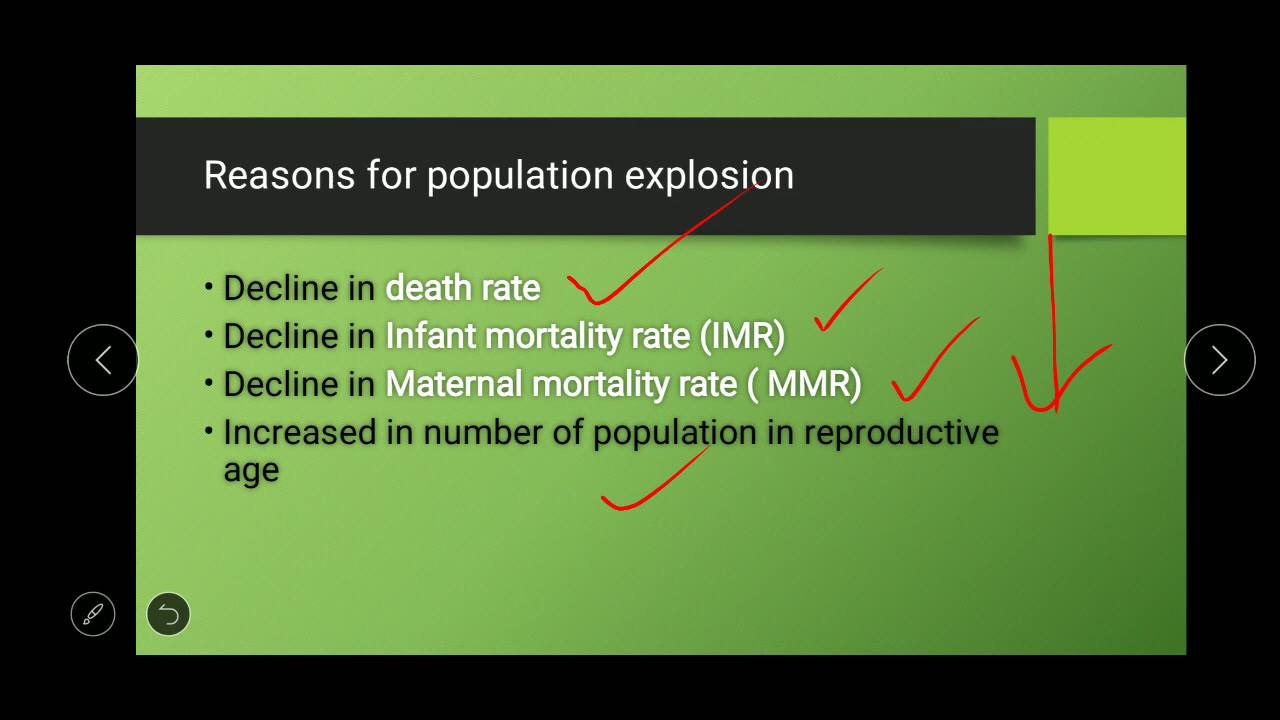 Reasons for population explosion
• Decline in death rate
• Decline in Infant mortality rate (IMR)
• Decline in Maternal mortality rate ( MMR)
• Increased in number of population in reproductive
age